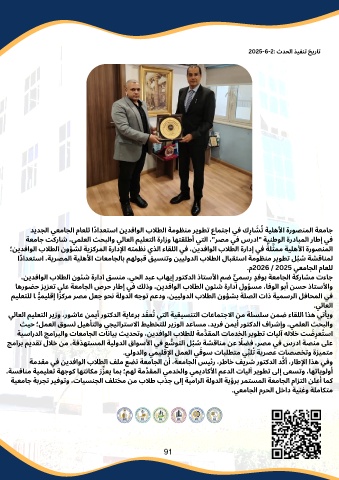 تاريخ تنفيذ الحدث :2-6-2025
جامعة المنصورة الأهلية تُشارك في اجتماع تطوير منظومة الطلاب الوافدين استعدادًا للعام الجامعي الجديد
في إطار المبادرة الوطنية "ادرس في مصر"، التي أطلقتها وزارة التعليم العالي والبحث العلمي، شاركت جامعة
المنصورة الأهلية ممثَّلة في إدارة الطلاب الوافدين، في اللقاء الذي نظمته الإدارة المركزية لشؤون الطلاب الوافدين؛
لمناقشة سُبُل تطوير منظومة استقبال الطلاب الدوليين وتنسيق قبولهم بالجامعات الأهلية المصرية، استعدادًا
للعام الجامعي 2025 / 2026م.
جاءت مشاركة الجامعة بوفدٍ رسميٍّ ضم الأستاذ الدكتور إيهاب عبد الحي، منسق إدارة شئون الطلاب الوافدين،
والأستاذ حسن أبو الوفا، مسؤول إدارة شئون الطلاب الوافدين، وذلك في إطار حرص الجامعة على تعزيز حضورها
في المحافل الرسمية ذات الصلة بشؤون الطلاب الدوليين، ودعم توجه الدولة نحو جعل مصر مركزًا إقليميًّا للتعليم
العالي.
ويأتي هذا اللقاء ضمن سلسلة من الاجتماعات التنسيقية التي تُعقد برعاية الدكتور أيمن عاشور، وزير التعليم العالي
والبحث العلمي، وإشراف الدكتور أيمن فريد، مساعد الوزير للتخطيط الاستراتيجي والتأهيل لسوق العمل؛ حيث
استُعرضت خلاله آليات تطوير الخدمات المقدَّمة للطلاب الوافدين، وتحديث بيانات الجامعات والبرامج الدراسية
على منصة ادرس في مصر، فضلًا عن مناقشة سُبُل التوسُّع في الأسواق الدولية المستهدفة، من خلال تقديم برامج
متميزة وتخصصات عصرية تُلبِّي متطلبات سوقي العمل الإقليمي والدولي.
وفي هذا الإطار، أكَّد الدكتور شريف خاطر، رئيس الجامعة، أن الجامعة تضع ملف الطلاب الوافدين في مقدمة
أولوياتها، وتسعى إلى تطوير آليات الدعم الأكاديمي والخدمي المقدَّمة لهم؛ بما يعزِّز مكانتها كوجهة تعليمية منافسة.
كما أعلن التزام الجامعة المستمر برؤية الدولة الرامية إلى جذب طلاب من مختلف الجنسيات، وتوفير تجربة جامعية
متكاملة وغنية داخل الحرم الجامعي.
91